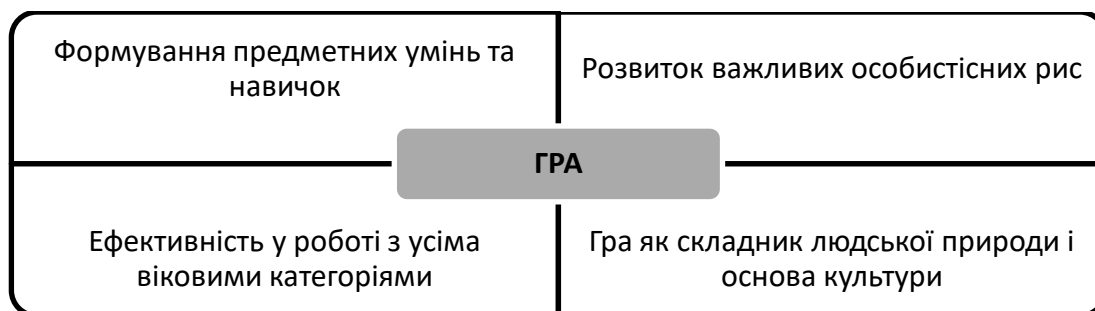 Формування предметних умінь та
навичок
Розвиток важливих особистісних рис
ГРА
Ефективність у роботі з усіма
віковими категоріями
Гра як складник людської природи і
основа культури